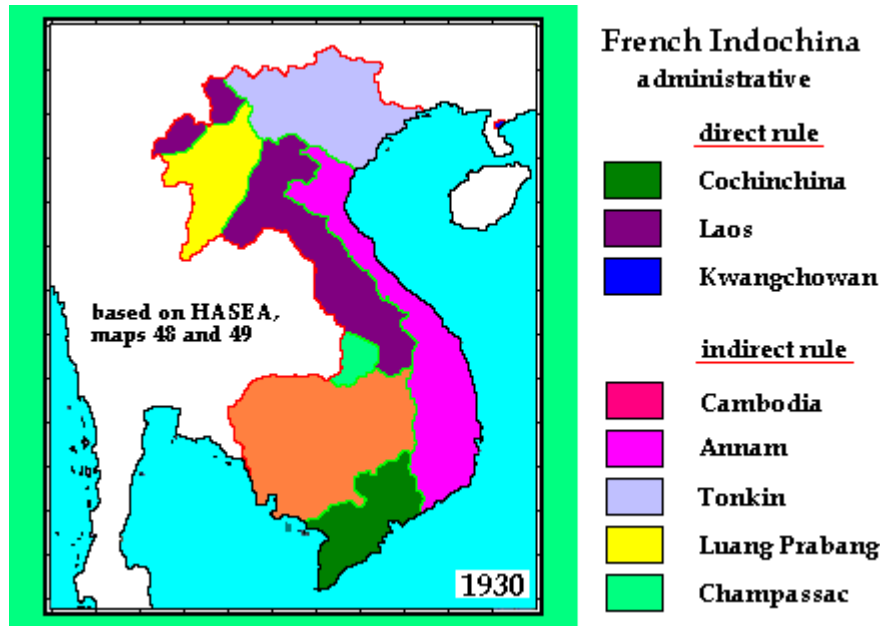 French Indochina
administrative
direct rule
Cochinchina
Laos
Kwangchowan
based on HASEA,
maps 48 and 49
indirect rule
Cambodia
Annam
Tonkin
Luang Prabang
Champassac
1930